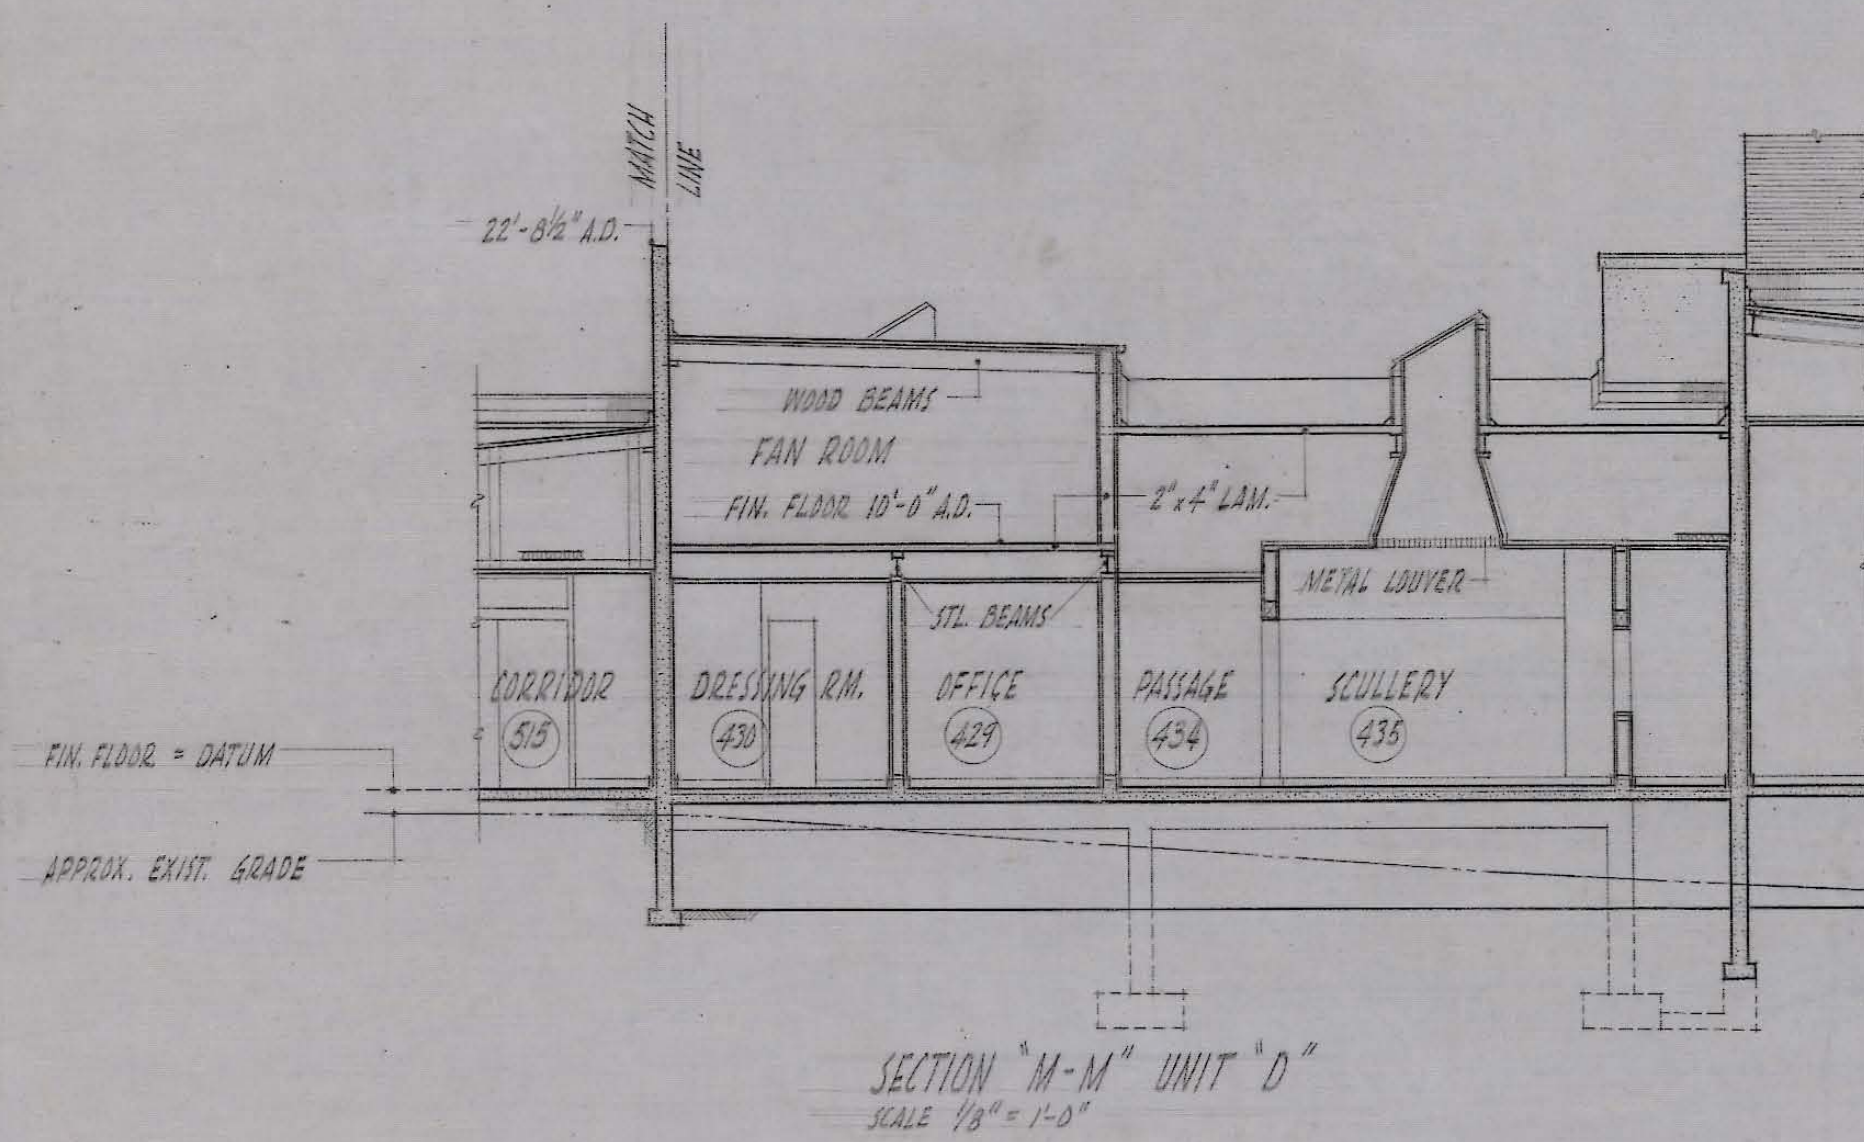 MATCH
LINE
22'-8½" A.D.
WOOD BEAMS
FAN ROOM
FIN. FLOOR 10'-0" A.D.
2"x4" LAM.
METAL LOUVER
STL. BEAMS
CORRIDOR
515
DRESSING RM.
430
OFFICE
429
PASSAGE
434
SCULLERY
435
FIN. FLOOR = DATUM
APPROX. EXIST. GRADE
SECTION "M-M" UNIT "D"
SCALE 1/8" = 1'-0"